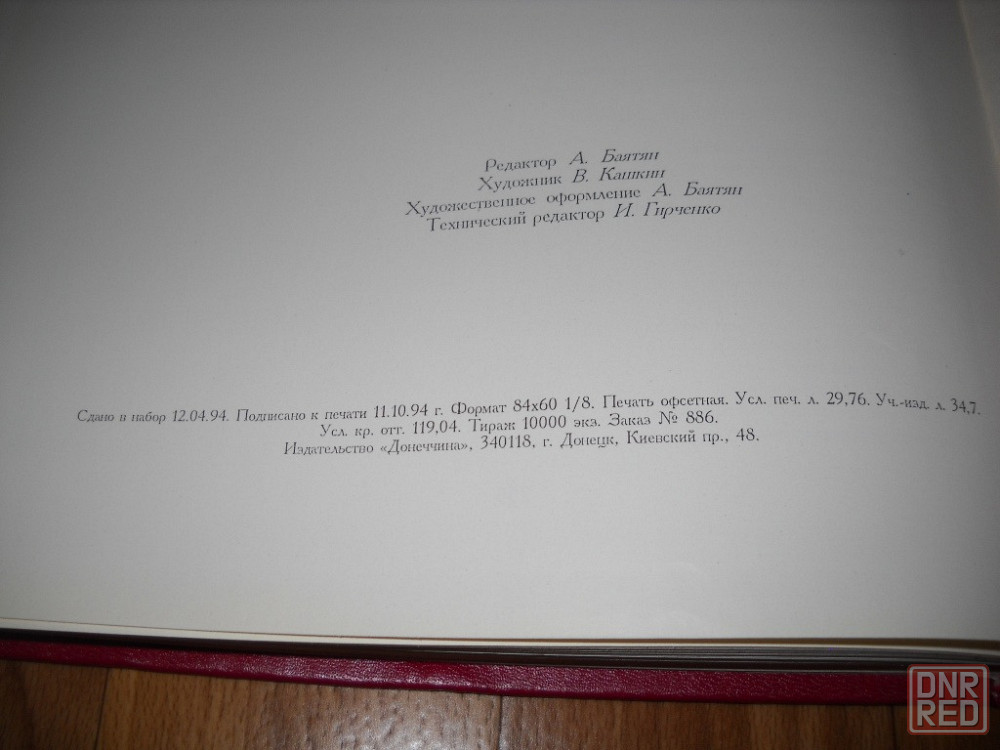 Редактор А. Баятян
Художник В. Кашкин
Художественное оформление А. Баятян
Технический редактор И. Гирченко
Сдано в набор 12.04.94. Подписано к печати 11.10.94 г. Формат 84х60 1/8. Печать офсетная. Усл. печ. л. 29,76. Уч.-изд. л. 34,7.
Усл. кр. отт. 119,04. Тираж 10000 экз. Заказ № 886.
Издательство «Донеччина», 340118, г. Донецк, Киевский пр., 48.
DNR
RED